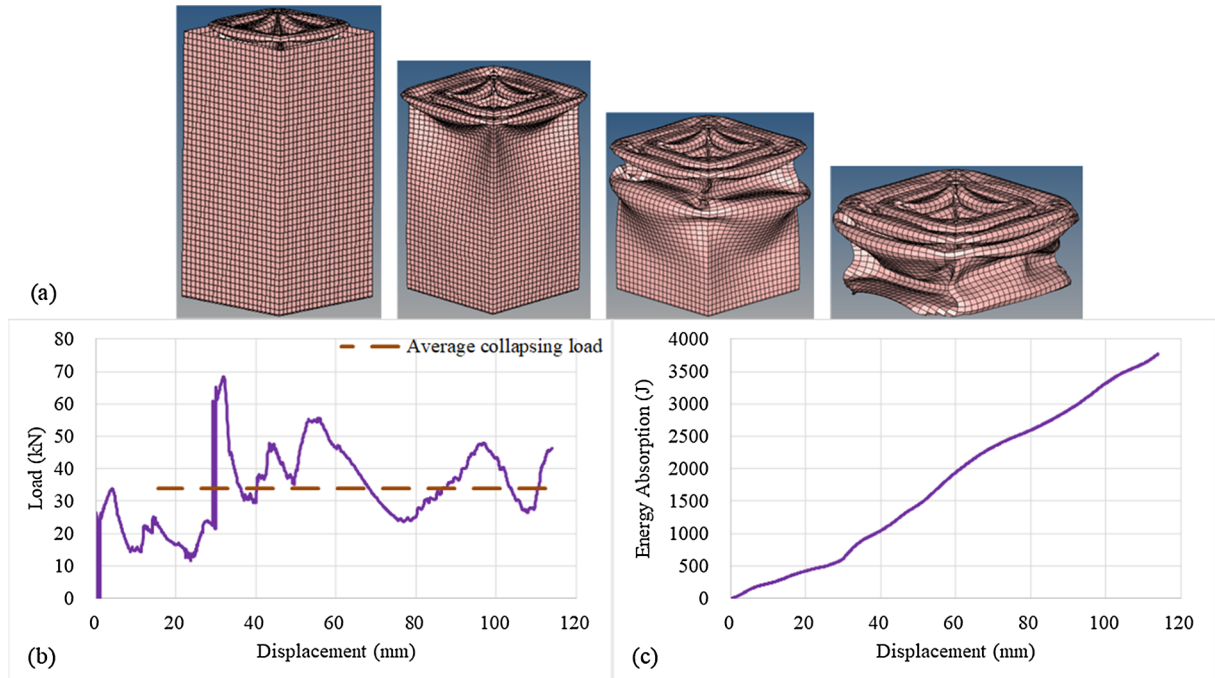 (a)
80
70
60
50
40
30
20
10
0
Load (kN)
Average collapsing load
0 20 40 60 80 100 120
Displacement (mm)
(b)
4000
3500
3000
2500
2000
1500
1000
500
0
Energy Absorption (J)
0 20 40 60 80 100 120
Displacement (mm)
(c)